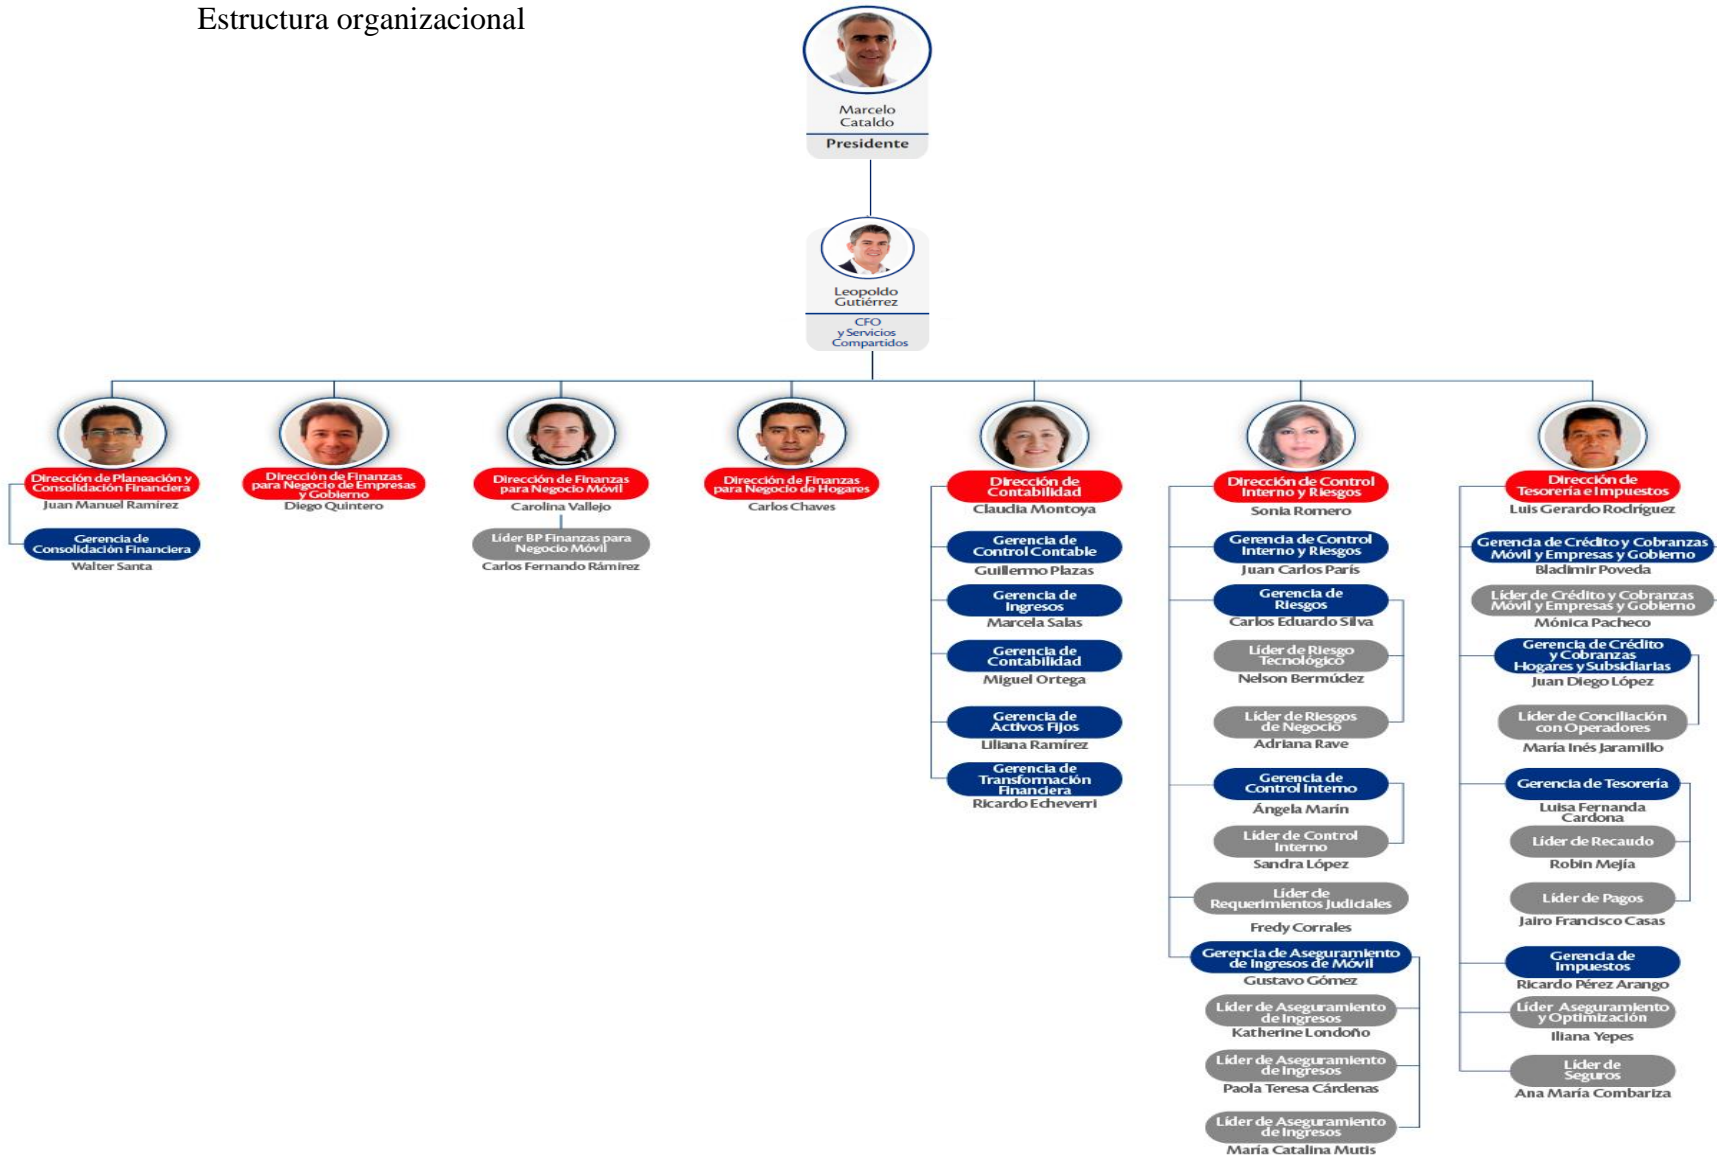 Estructura organizacional
Marcelo
Cataldo
Presidente
Leopoldo
Gutiérrez
CFO
y Servicios
Compartidos
Dirección de Planeación y
Consolidación Financiera
Juan Manuel Ramírez
Gerencia de
Consolidación Financiera
Walter Santa
Dirección de Finanzas
para Negocio de Empresas
y Gobierno
Diego Quintero
Dirección de Finanzas
para Negocio Móvil
Carolina Vallejo
Líder BP Finanzas para
Negocio Móvil
Carlos Fernando Rámirez
Dirección de Finanzas
para Negocio de Hogares
Carlos Chaves
Dirección de
Contabilidad
Claudia Montoya
Gerencia de
Control Contable
Guillermo Plazas
Gerencia de
Ingresos
Marcela Salas
Gerencia de
Contabilidad
Miguel Ortega
Gerencia de
Activos Fijos
Liliana Ramírez
Gerencia de
Transformación
Financiera
Ricardo Echeverri
Dirección de Control
Interno y Riesgos
Sonia Romero
Gerencia de Control
Interno y Riesgos
Juan Carlos París
Gerencia de
Riesgos
Carlos Eduardo Silva
Líder de Riesgo
Tecnológico
Nelson Bermúdez
Líder de Riesgos
de Negocio
Adriana Rave
Gerencia de
Control Interno
Ángela Marín
Líder de Control
Interno
Sandra López
Líder de
Requerimientos Judiciales
Fredy Corrales
Gerencia de Aseguramiento
de Ingresos de Móvil
Gustavo Gómez
Líder de Aseguramiento
de Ingresos
Katherine Londoño
Líder de Aseguramiento
de Ingresos
Paola Teresa Cárdenas
Líder de Aseguramiento
de Ingresos
María Catalina Mutis
Dirección de
Tesorería e Impuestos
Luis Gerardo Rodríguez
Gerencia de Crédito y Cobranzas
Móvil y Empresas y Gobierno
Bladimir Poveda
Líder de Crédito y Cobranzas
Móvil y Empresas y Gobierno
Mónica Pacheco
Gerencia de Crédito
y Cobranzas
Hogares y Subsidiarias
Juan Diego López
Líder de Conciliación
con Operadores
María Inés Jaramillo
Gerencia de Tesorería
Luisa Fernanda
Cardona
Líder de Recaudo
Robin Mejía
Líder de Pagos
Jairo Francisco Casas
Gerencia de
Impuestos
Ricardo Pérez Arango
Líder Aseguramiento
y Optimización
Iliana Yepes
Líder de
Seguros
Ana María Combariza